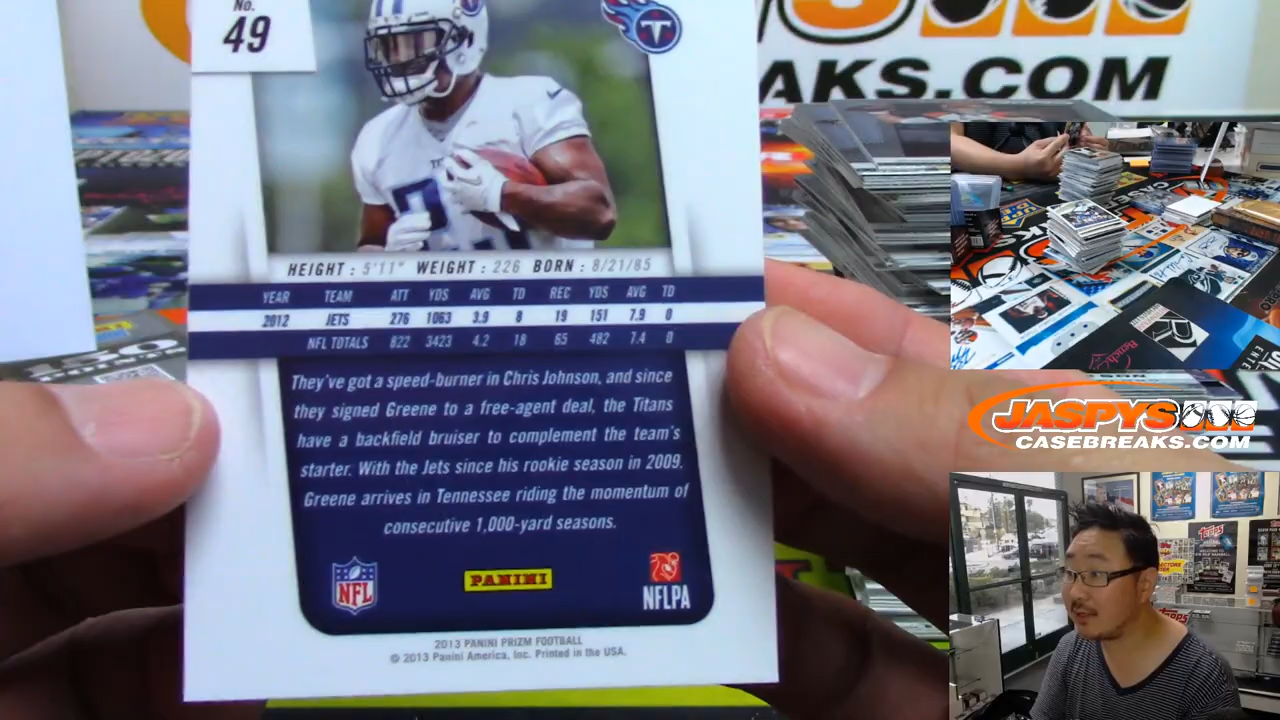 No.
49
AKS.COM
HEIGHT : 5'11" WEIGHT : 226 BORN : 8/21/85
YEAR TEAM ATT YDS AVG TD REC YDS AVG TD
2012 JETS 276 1063 3.9 8 19 151 7.9 0
NFL TOTALS 822 3423 4.2 18 65 482 7.4 0
They've got a speed-burner in Chris Johnson, and since
they signed Greene to a free-agent deal, the Titans
have a backfield bruiser to complement the team's
starter. With the Jets since his rookie season in 2009,
Greene arrives in Tennessee riding the momentum of
consecutive 1,000-yard seasons.
NFL
PANINI
NFLPA
2013 PANINI PRIZM FOOTBALL
© 2013 Panini America, Inc. Printed in the USA.
JASPYS
CASEBREAKS.COM
Topps
Topps